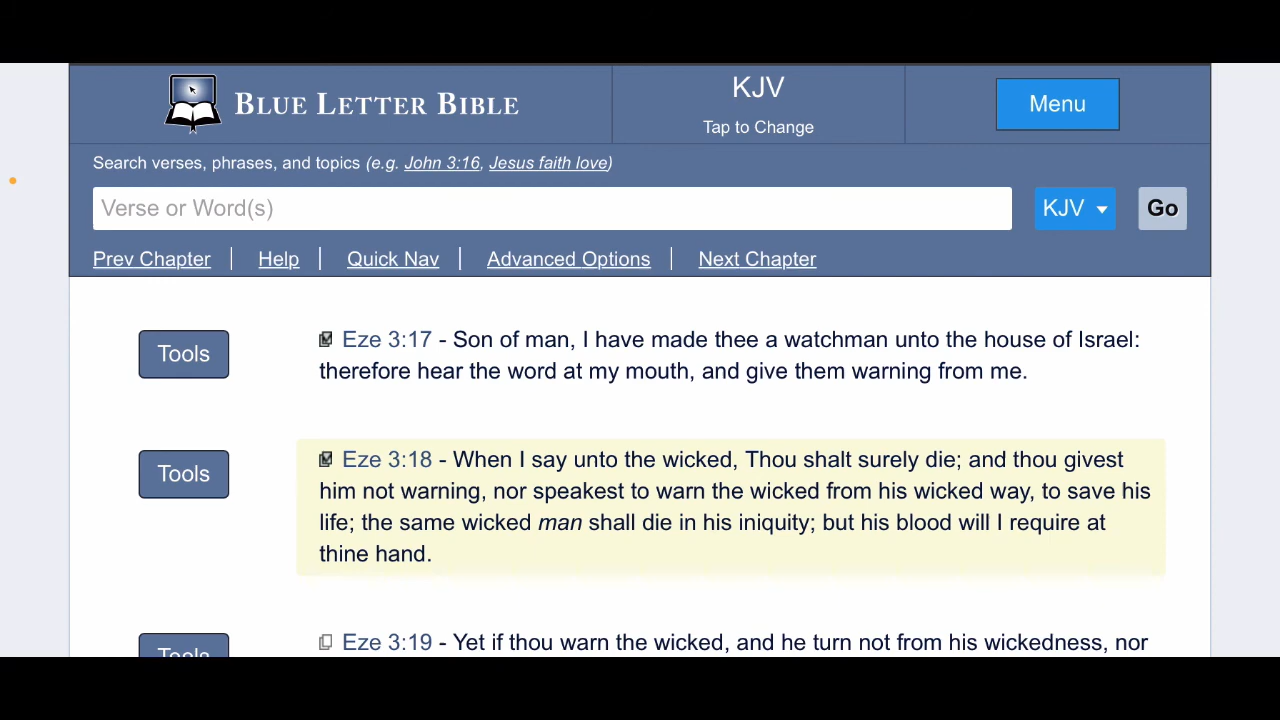 BLUE LETTER BIBLE
KJV
Tap to Change
Menu
Search verses, phrases, and topics (e.g. John 3:16, Jesus faith love)
Verse or Word(s)
KJV
Go
Prev Chapter | Help | Quick Nav | Advanced Options | Next Chapter
Tools
Eze 3:17 - Son of man, I have made thee a watchman unto the house of Israel:
therefore hear the word at my mouth, and give them warning from me.
Tools
Eze 3:18 - When I say unto the wicked, Thou shalt surely die; and thou givest
him not warning, nor speakest to warn the wicked from his wicked way, to save his
life; the same wicked man shall die in his iniquity; but his blood will I require at
thine hand.
Tools
Eze 3:19 - Yet if thou warn the wicked, and he turn not from his wickedness, nor